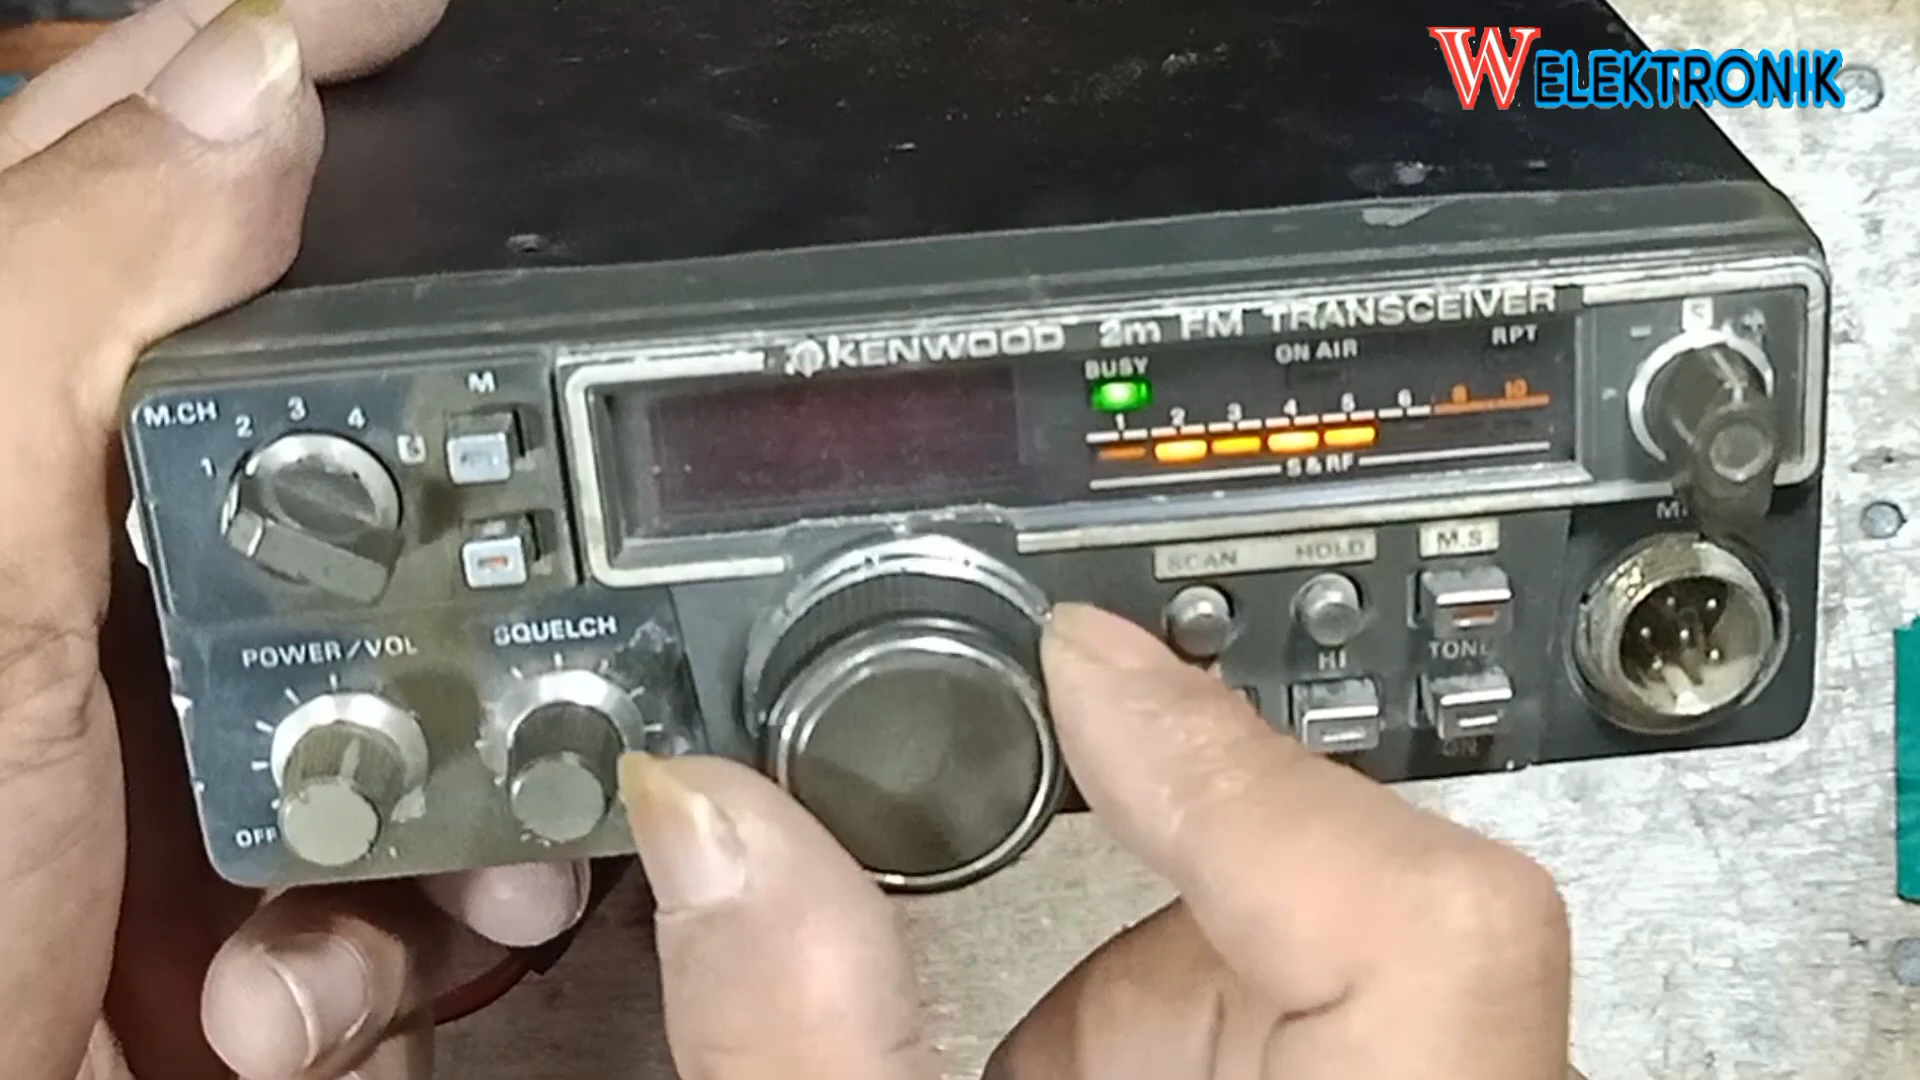 WELEKTRONIK
KENWOOD 2m FM TRANSCEIVER
BUSY
ON AIR
RPT
1 2 3 4 5 6 8 10
S & RF
M.CH
1 2 3 4
M
S
SCAN HOLD
M.S
POWER/VOL
SQUELCH
HI
TONE
OFF
ON